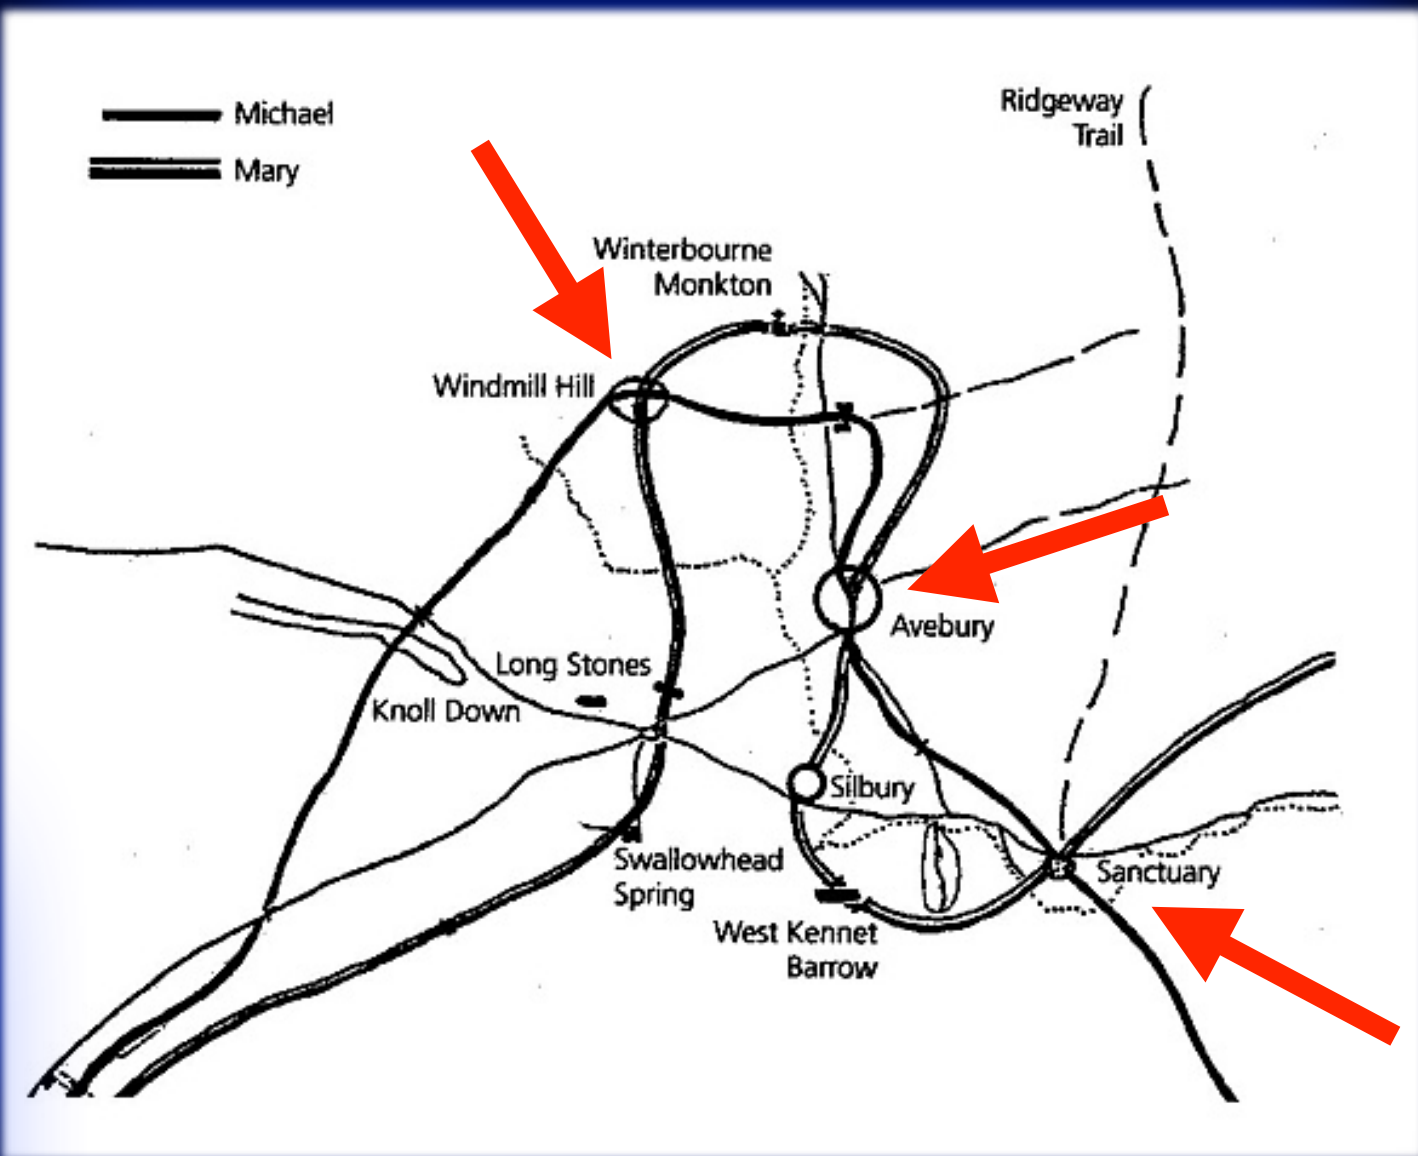 Michael
Mary
Ridgeway
Trail
Winterbourne
Monkton
Windmill Hill
Avebury
Long Stones
Knoll Down
Silbury
Swallowhead
Spring
Sanctuary
West Kennet
Barrow